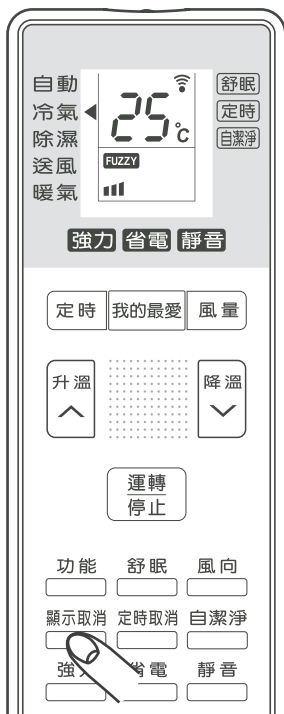 自動
冷氣
除濕
送風
暖氣
25℃
FUZZY
舒眠
定時
自潔淨
強力 省電 靜音
定時 我的最愛 風量
升溫 降溫
運轉
停止
功能 舒眠 風向
顯示取消 定時取消 自潔淨
強 省電 靜音